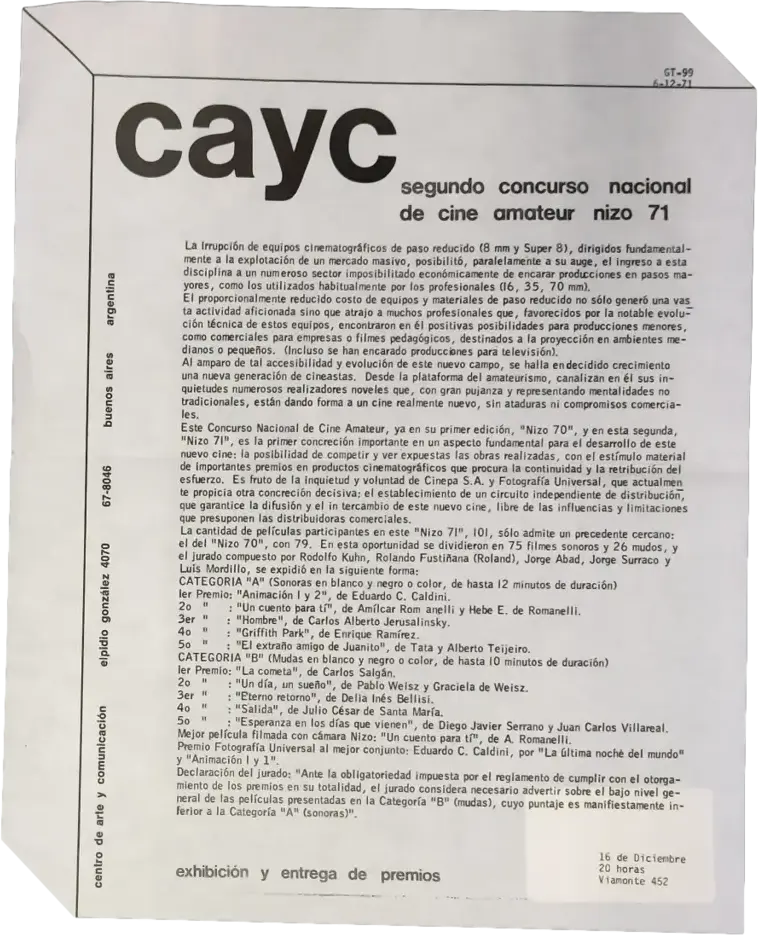 GT-99
6-12-71
cayc
segundo concurso nacional
de cine amateur nizo 71
La Irrupción de equipos cinematográficos de paso reducido (8 mm y Super 8), dirigidos fundamental-
mente a la explotación de un mercado masivo, posibilitó, paralelamente a su auge, el ingreso a esta
disciplina a un numeroso sector imposibilitado económicamente de encarar producciones en pasos ma-
yores, como los utilizados habitualmente por los profesionales (16, 35, 70 mm).
El proporcionalmente reducido costo de equipos y materiales de paso reducido no sólo generó una vas
ta actividad aficionada sino que atrajo a muchos profesionales que, favorecidos por la notable evolu-
ción técnica de estos equipos, encontraron en él positivas posibilidades para producciones menores,
como comerciales para empresas o filmes pedagógicos, destinados a la proyección en ambientes me-
dianos o pequeños. (Incluso se han encarado producciones para televisión).
Al amparo de tal accesibilidad y evolución de este nuevo campo, se halla en decidido crecimiento
una nueva generación de cineastas. Desde la plataforma del amateurismo, canalizan en él sus in-
quietudes numerosos realizadores noveles que, con gran pujanza y representando mentalidades no
tradicionales, están dando forma a un cine realmente nuevo, sin ataduras ni compromisos comercia-
les.
Este Concurso Nacional de Cine Amateur, ya en su primer edición, "Nizo 70", y en esta segunda,
"Nizo 71", es la primer concreción importante en un aspecto fundamental para el desarrollo de este
nuevo cine: la posibilidad de competir y ver expuestas las obras realizadas, con el estímulo material
de importantes premios en productos cinematográficos que procura la continuidad y la retribución del
esfuerzo. Es fruto de la inquietud y voluntad de Cinepa S.A. y Fotografía Universal, que actualmen
te propicia otra concreción decisiva: el establecimiento de un circuito independiente de distribución,
que garantice la difusión y el in tercambio de este nuevo cine, libre de las influencias y limitaciones
que presuponen las distribuidoras comerciales.
La cantidad de películas participantes en este "Nizo 71", 101, sólo admite un precedente cercano:
el del "Nizo 70", con 79. En esta oportunidad se dividieron en 75 filmes sonoros y 26 mudos, y
el jurado compuesto por Rodolfo Kuhn, Rolando Fustiñana (Roland), Jorge Abad, Jorge Surraco y
Luis Mordillo, se expidió en la siguiente forma:
CATEGORIA "A" (Sonoras en blanco y negro o color, de hasta 12 minutos de duración)
1er Premio: "Animación 1 y 2", de Eduardo C. Caldini.
2o " : "Un cuento para tí", de Amílcar Rom anelli y Hebe E. de Romanelli.
3er " : "Hombre", de Carlos Alberto Jerusalinsky.
4o " : "Griffith Park", de Enrique Ramírez.
5o " : "El extraño amigo de Juanito", de Tata y Alberto Teijeiro.
CATEGORIA "B" (Mudas en blanco y negro o color, de hasta 10 minutos de duración)
1er Premio: "La cometa", de Carlos Salgán.
2o " : "Un día, un sueño", de Pablo Weisz y Graciela de Weisz.
3er " : "Eterno retorno", de Delia Inés Bellisi.
4o " : "Salida", de Julio César de Santa María.
5o " : "Esperanza en los días que vienen", de Diego Javier Serrano y Juan Carlos Villareal.
Mejor película filmada con cámara Nizo: "Un cuento para tí", de A. Romanelli.
Premio Fotografía Universal al mejor conjunto: Eduardo C. Caldini, por "La última noche del mundo"
y "Animación 1 y 1".
Declaración del jurado: "Ante la obligatoriedad impuesta por el reglamento de cumplir con el otorga-
miento de los premios en su totalidad, el jurado considera necesario advertir sobre el bajo nivel ge-
neral de las películas presentadas en la Categoría "B" (mudas), cuyo puntaje es manifiestamente in-
ferior a la Categoría "A" (sonoras)".
exhibición y entrega de premios
16 de Diciembre
20 horas
Viamonte 452
centro de arte y comunicación elpidio gonzález 4070 67-8046 buenos aires argentina